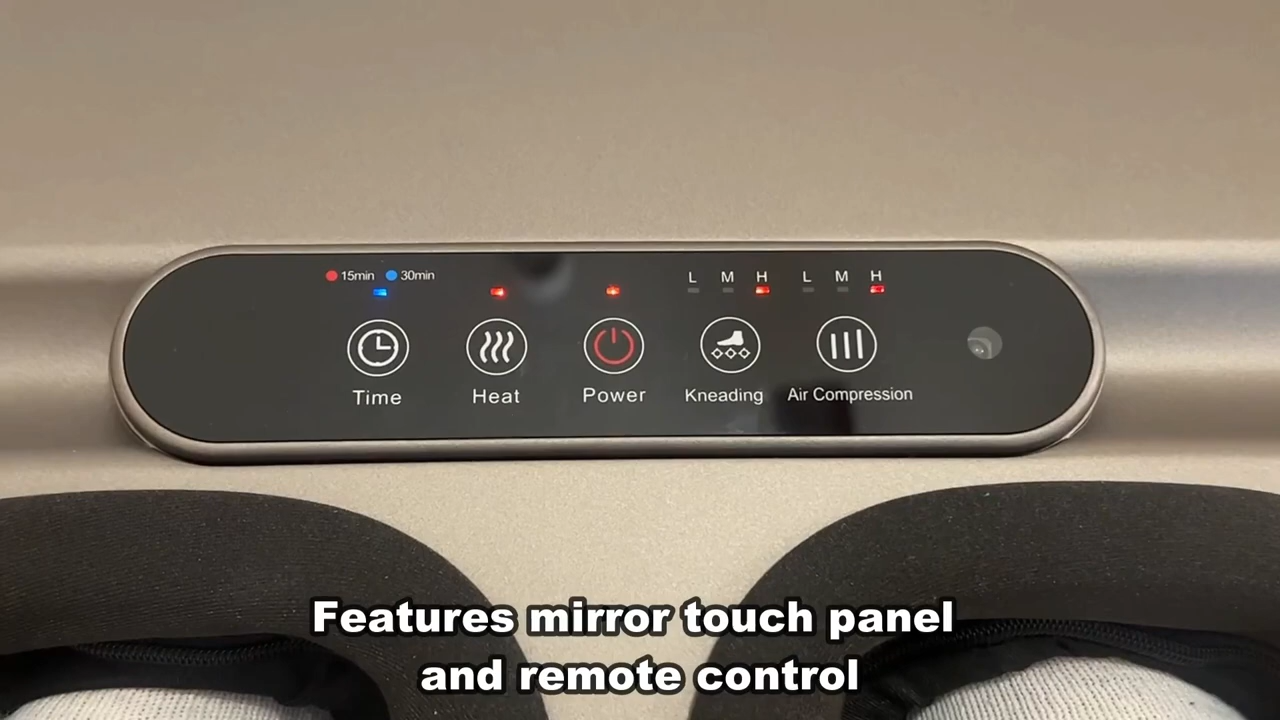 15min 30min
L M H L M H
Time Heat Power Kneading Air Compression
Features mirror touch panel
and remote control